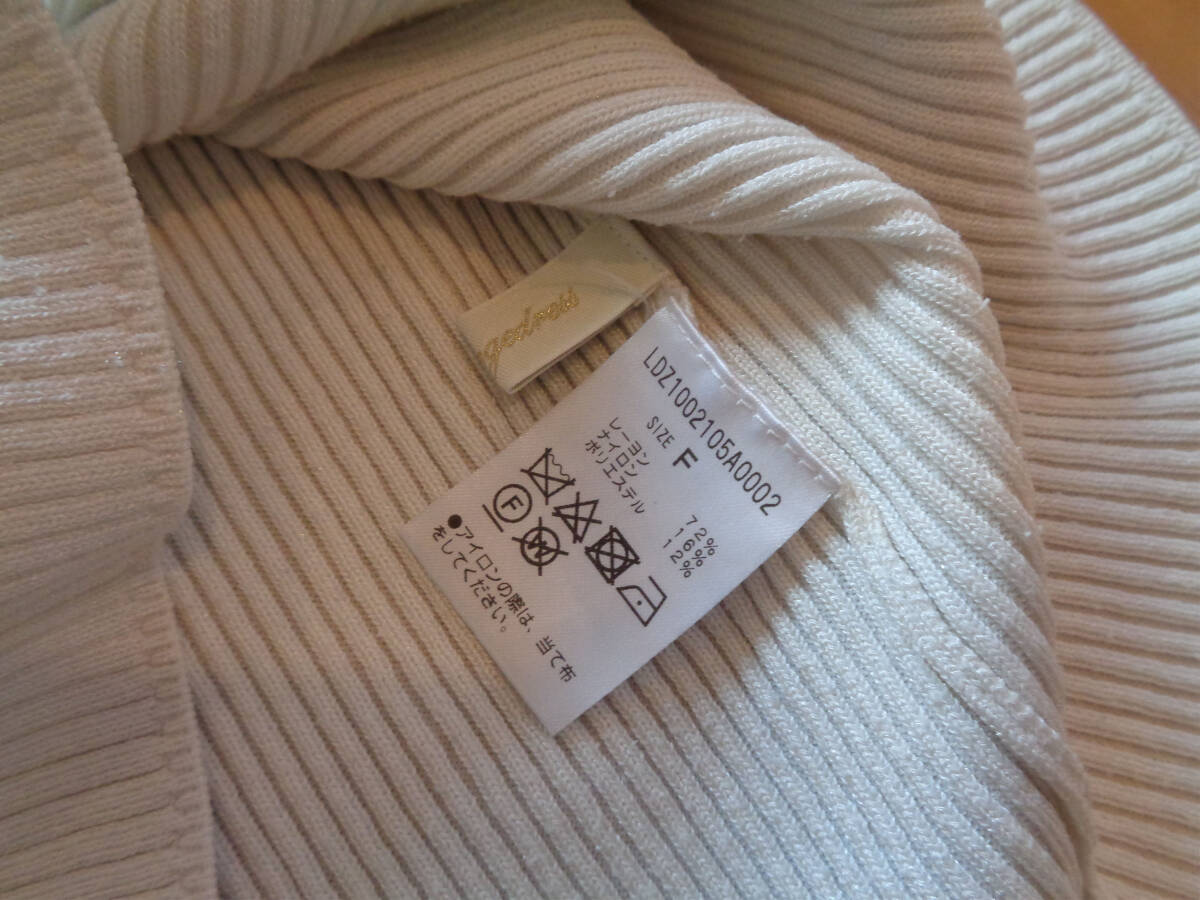 gedress
LDZ1002105A0002
SIZE F
レーヨン 72%
ナイロン 16%
ポリエステル 12%
F
W
●アイロンの際は、当て布
をしてください。